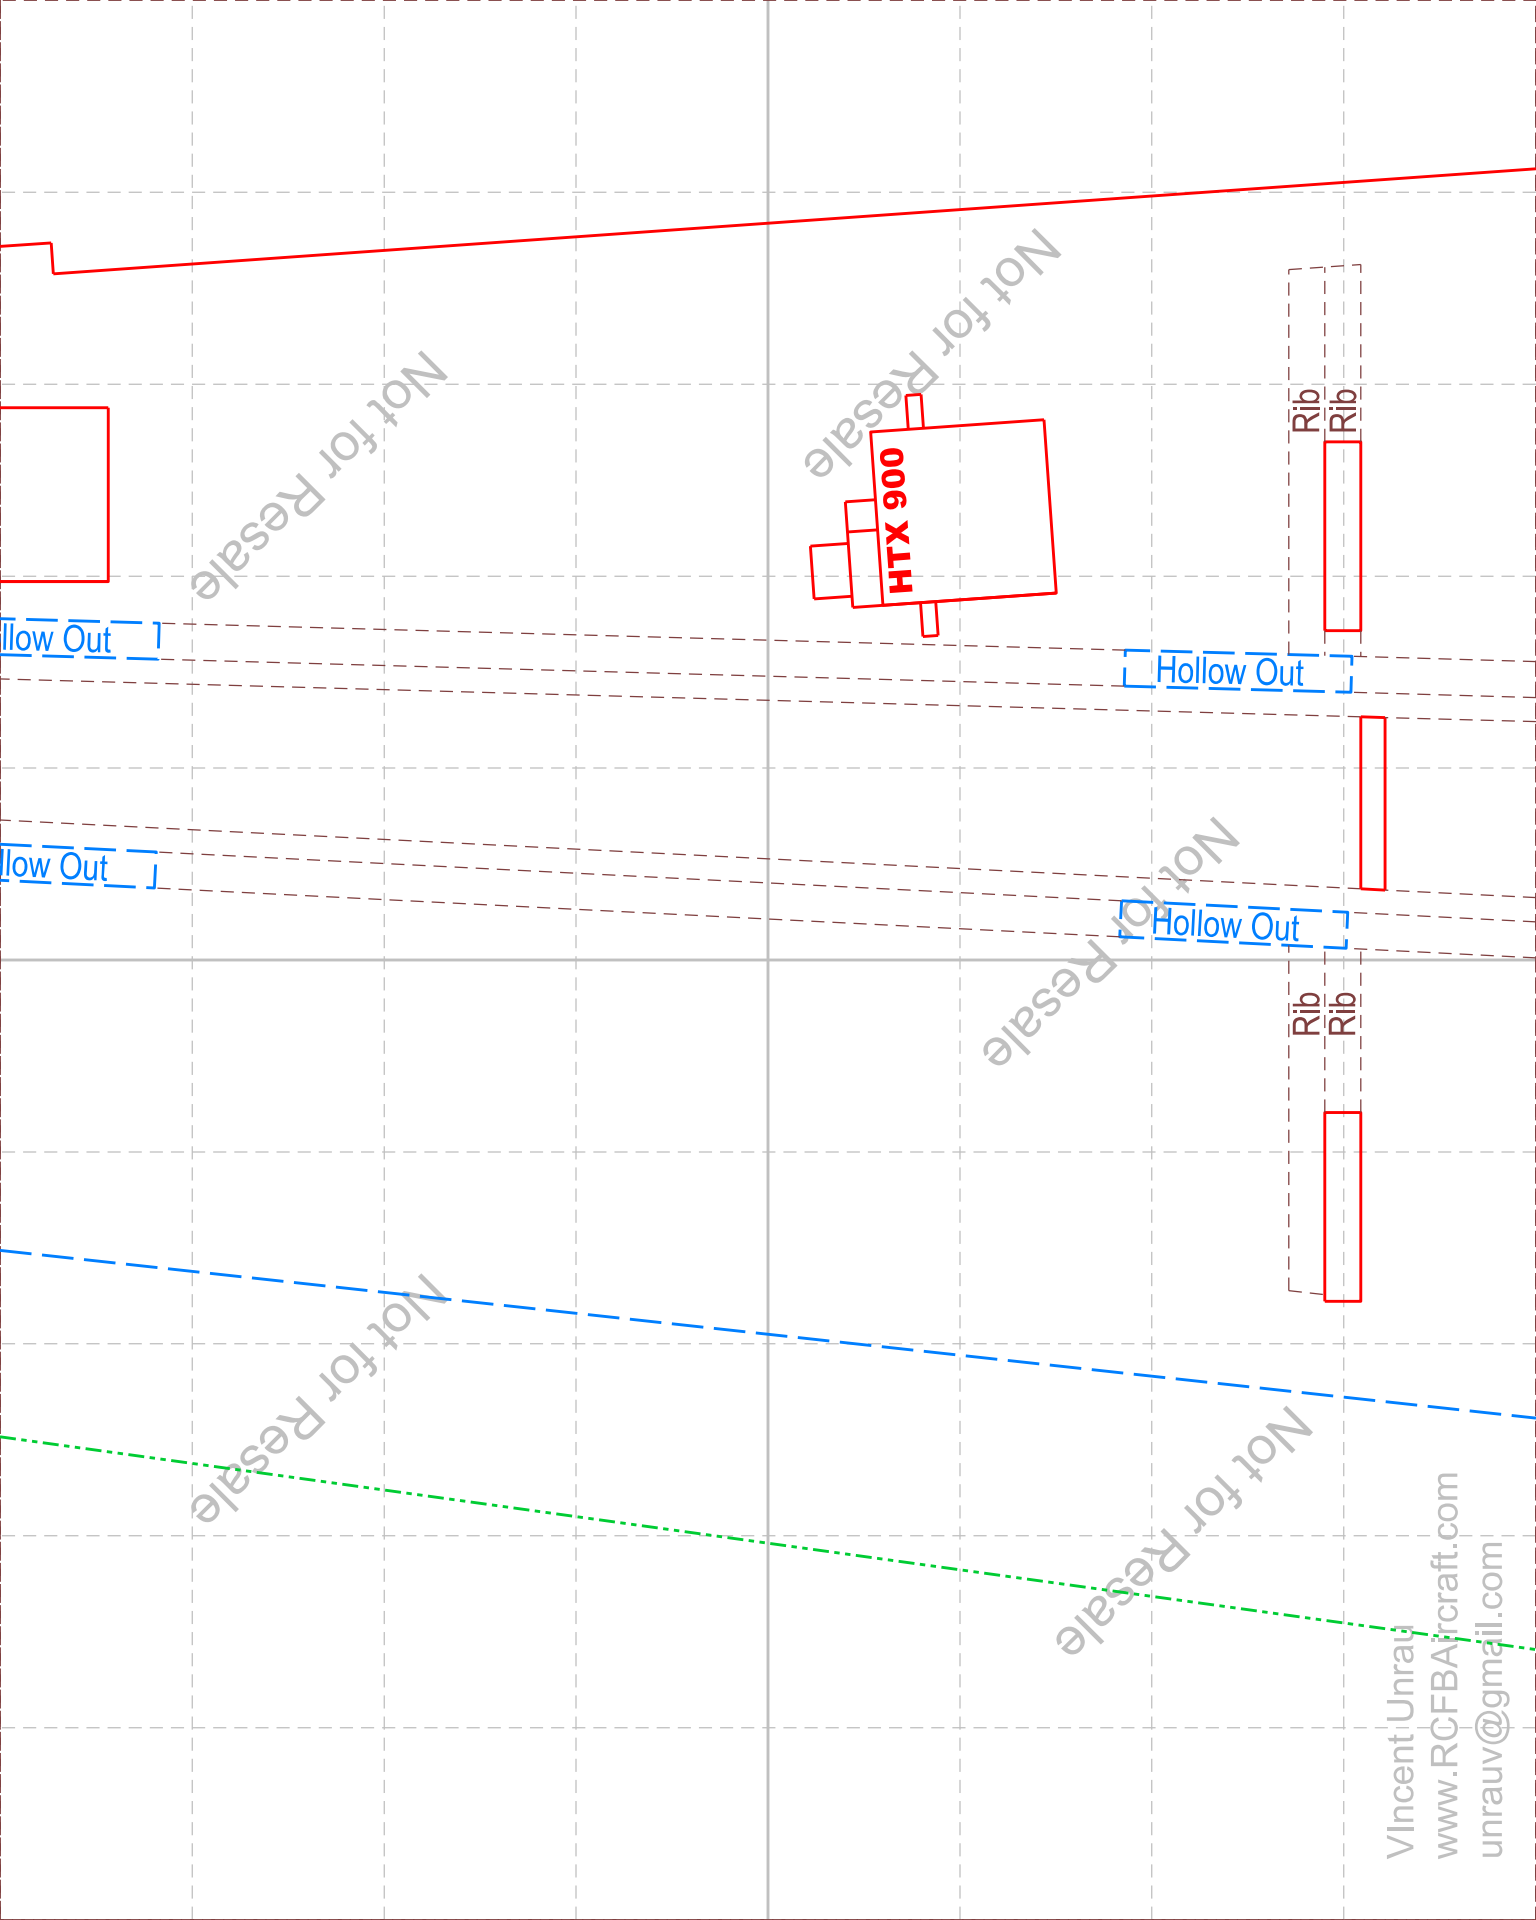 Not for Resale
Not for Resale
Rib
Rib
HTX 900
llow Out
Hollow Out
llow Out
Not for Resale
Hollow Out
Rib
Rib
Not for Resale
Not for Resale
VIncent Unrau
www.RCFBAircraft.com
unrauv@gmail.com